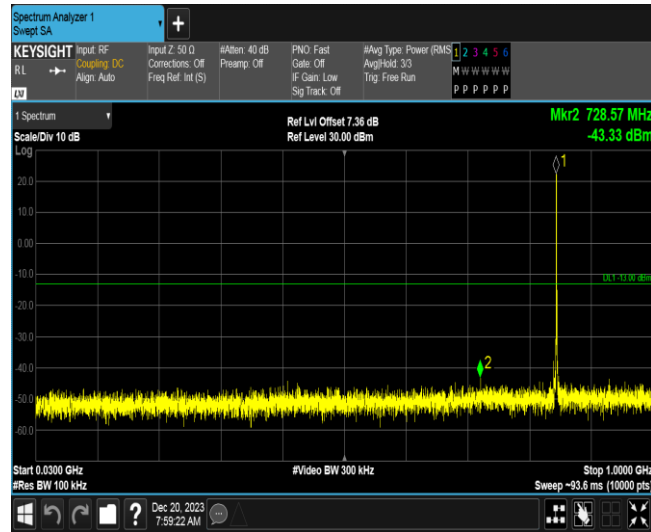 Spectrum Analyzer 1
Swept SA
+
KEYSIGHT
RL
LXI
Input: RF
Coupling: DC
Align: Auto
Input Z: 50 Ω
Corrections: Off
Freq Ref: Int (S)
#Atten: 40 dB
Preamp: Off
PNO: Fast
Gate: Off
IF Gain: Low
Sig Track: Off
#Avg Type: Power (RMS
Avg|Hold: 3/3
Trig: Free Run
1 2 3 4 5 6
M W W W W W
P P P P P P
1 Spectrum
Scale/Div 10 dB
Log
Ref Lvl Offset 7.36 dB
Ref Level 30.00 dBm
Mkr2 728.57 MHz
-43.33 dBm
1
20.0
10.0
0.00
-10.0
DL1 -13.00 dBm
-20.0
-30.0
-40.0
2
-50.0
-60.0
Start 0.0300 GHz
#Res BW 100 kHz
#Video BW 300 kHz
Stop 1.0000 GHz
Sweep ~93.6 ms (10000 pts)
?
Dec 20, 2023
7:59:22 AM